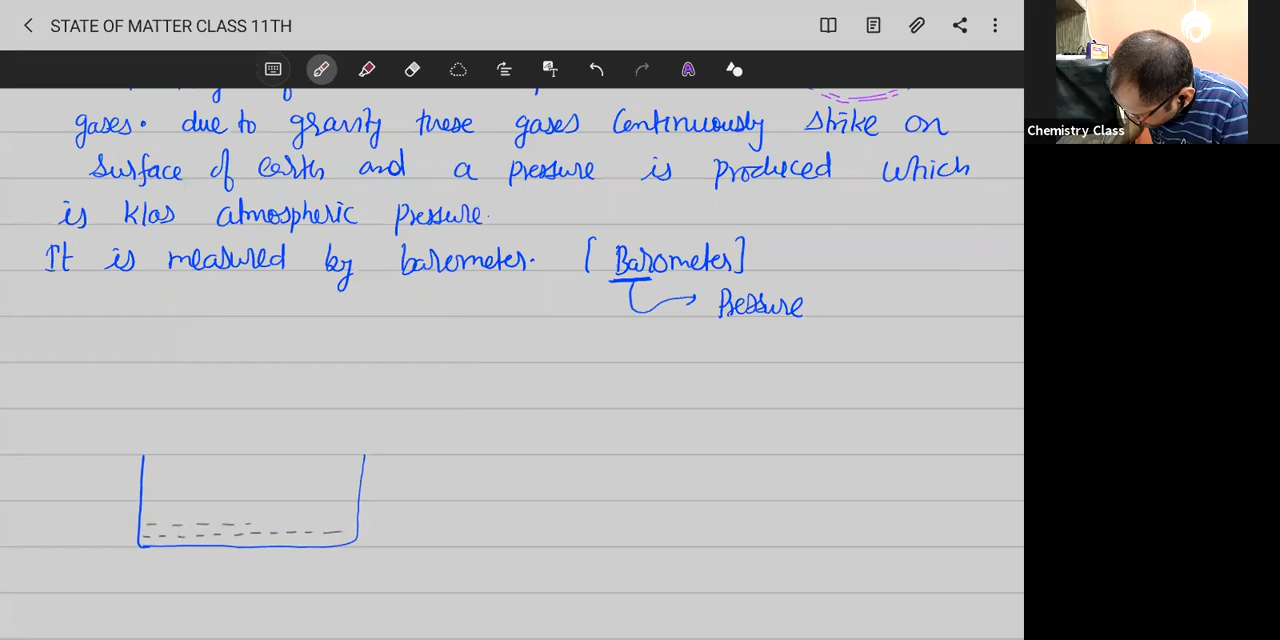 STATE OF MATTER CLASS 11TH
Chemistry Class
gases. due to gravity these gases continuously strike on
surface of earth and a pressure is produced which
is k/as atmospheric pressure.
It is measured by barometer. [Barometer]
Pressure